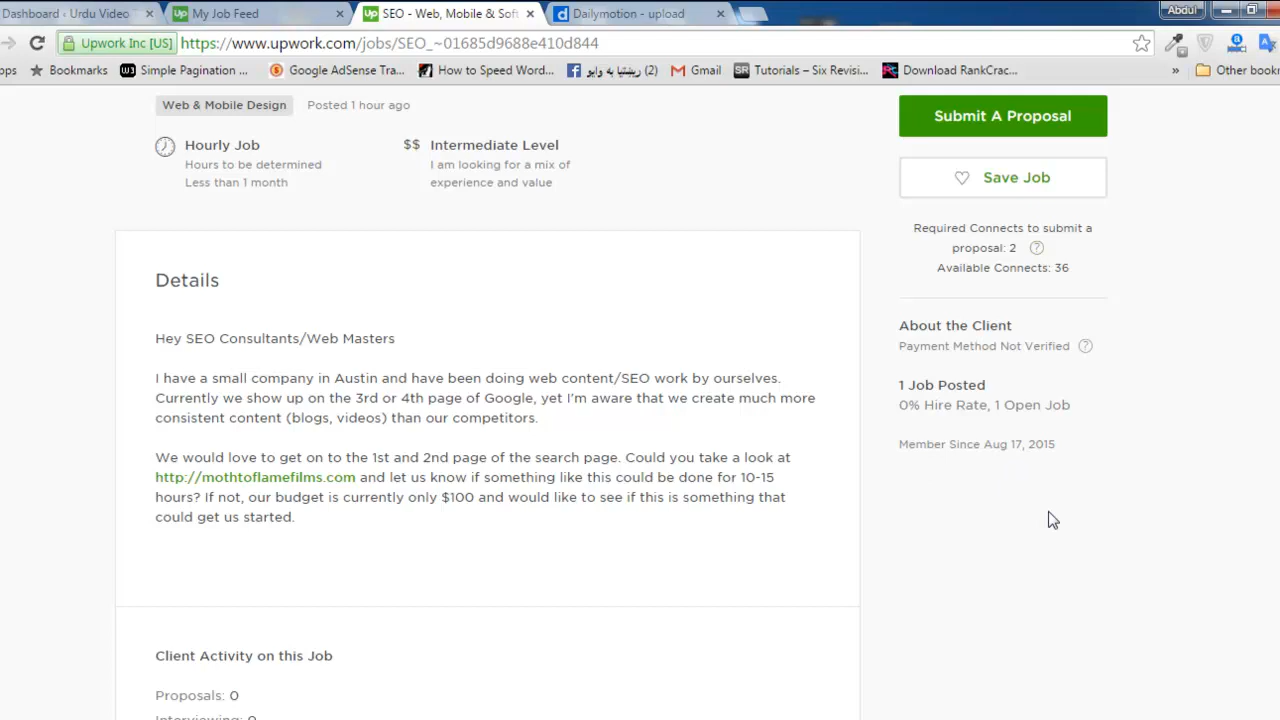 Dashboard ‹ Urdu Video
My Job Feed
SEO - Web, Mobile & Soft
Dailymotion - upload
Abdul
Upwork Inc [US]
https://www.upwork.com/jobs/SEO_~01685d9688e410d844
ops
Bookmarks
Simple Pagination ...
Google AdSense Tra...
How to Speed Word...
(2) ریشتیا به وایو
Gmail
Tutorials – Six Revisi...
Download RankCrac...
»
Other bookm
Web & Mobile Design
Posted 1 hour ago
Hourly Job
Hours to be determined
Less than 1 month
$$ Intermediate Level
I am looking for a mix of
experience and value
Submit A Proposal
Save Job
Required Connects to submit a
proposal: 2
Available Connects: 36
About the Client
Payment Method Not Verified
1 Job Posted
0% Hire Rate, 1 Open Job
Member Since Aug 17, 2015
Details
Hey SEO Consultants/Web Masters
I have a small company in Austin and have been doing web content/SEO work by ourselves.
Currently we show up on the 3rd or 4th page of Google, yet I'm aware that we create much more
consistent content (blogs, videos) than our competitors.
We would love to get on to the 1st and 2nd page of the search page. Could you take a look at
http://mothtoflamefilms.com and let us know if something like this could be done for 10-15
hours? If not, our budget is currently only $100 and would like to see if this is something that
could get us started.
Client Activity on this Job
Proposals: 0
Interviewing: 0